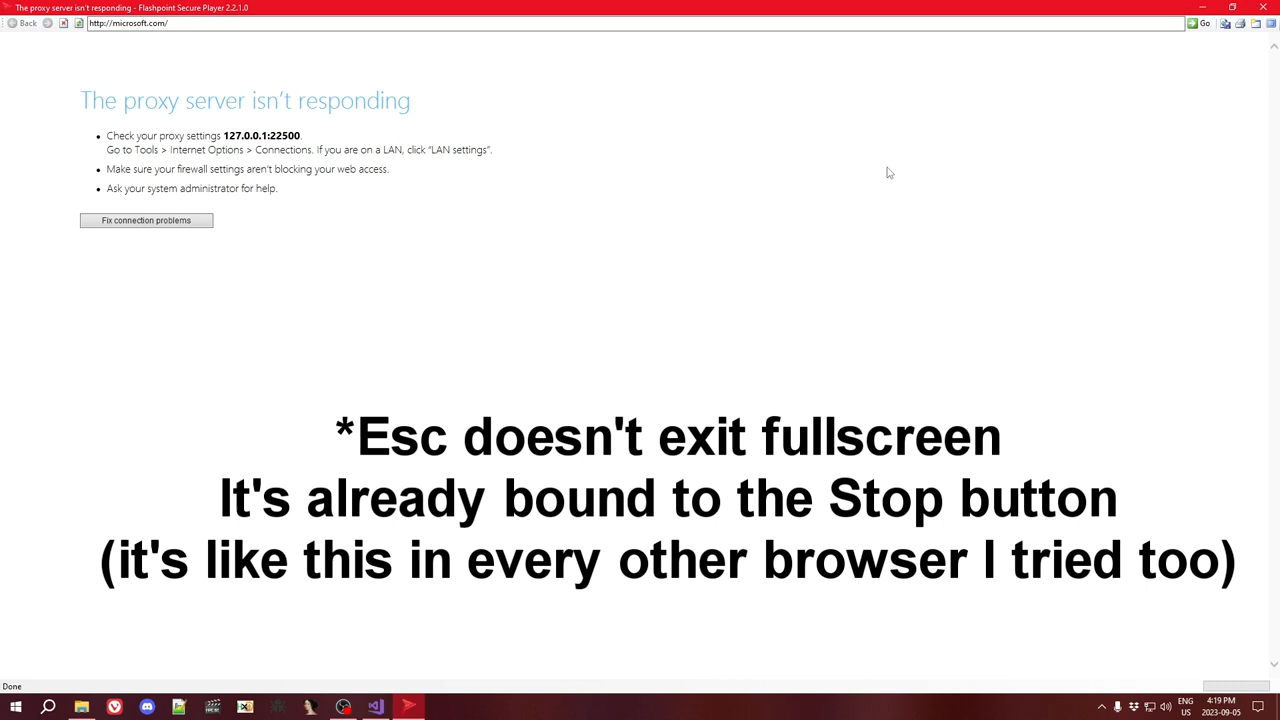 The proxy server isn't responding - Flashpoint Secure Player 2.2.1.0
Back
http://microsoft.com/
Go
The proxy server isn’t responding
Check your proxy settings 127.0.0.1:22500.
Go to Tools > Internet Options > Connections. If you are on a LAN, click “LAN settings”.
Make sure your firewall settings aren't blocking your web access.
Ask your system administrator for help.
Fix connection problems
*Esc doesn't exit fullscreen
It's already bound to the Stop button
(it's like this in every other browser I tried too)
Done
ENG
US
4:19 PM
2023-09-05